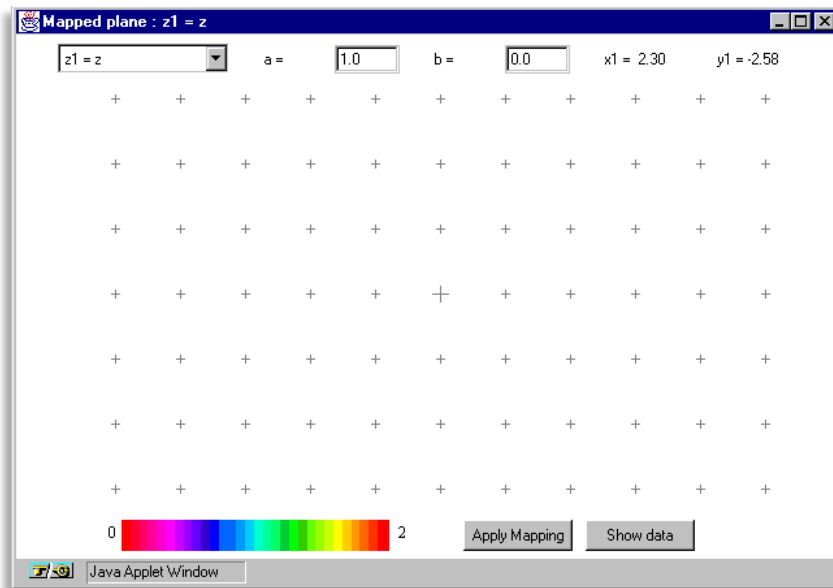 Mapped plane : z1 = z
z1 = z a = 1.0 b = 0.0 x1 = 2.30 y1 = -2.58
0 2 Apply Mapping Show data
Java Applet Window